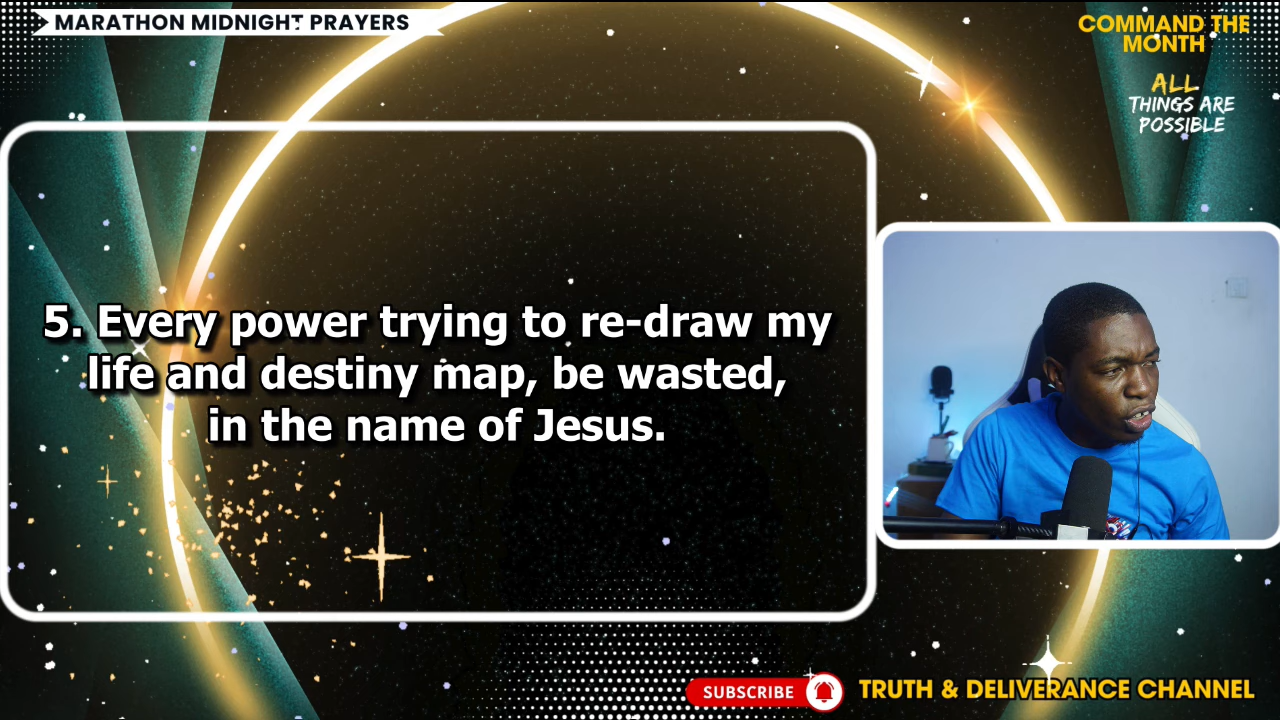 MARATHON MIDNIGHT PRAYERS
COMMAND THE
MONTH
ALL
THINGS ARE
POSSIBLE
5. Every power trying to re-draw my
life and destiny map, be wasted,
in the name of Jesus.
SUBSCRIBE
TRUTH & DELIVERANCE CHANNEL